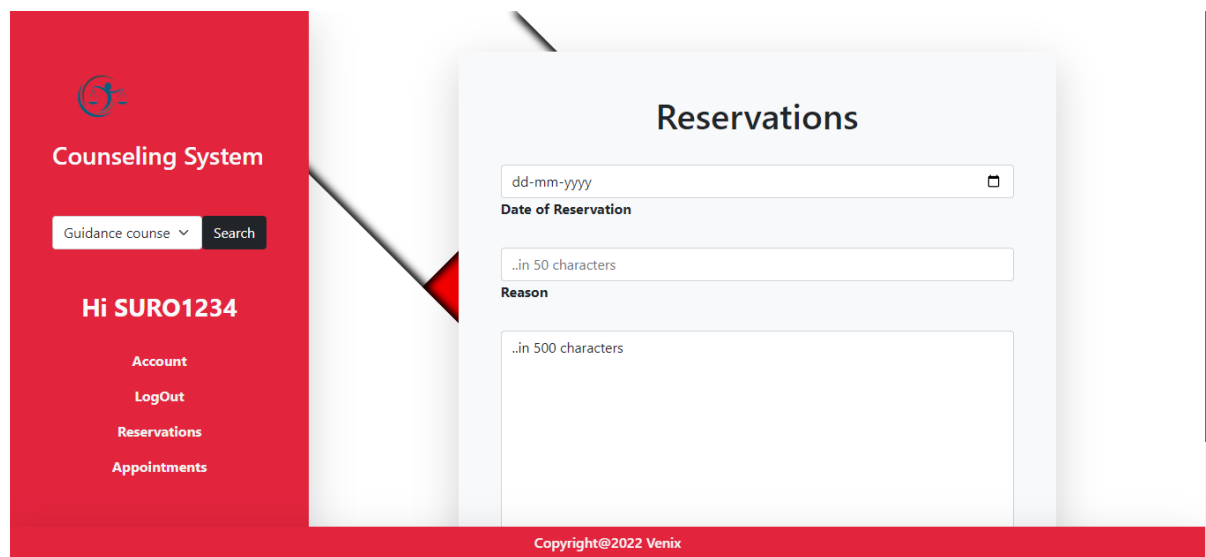 Counseling System
Guidance counse
Search
Hi SURO1234
Account
LogOut
Reservations
Appointments
Reservations
dd-mm-yyyy
Date of Reservation
..in 50 characters
Reason
..in 500 characters
Copyright@2022 Venix